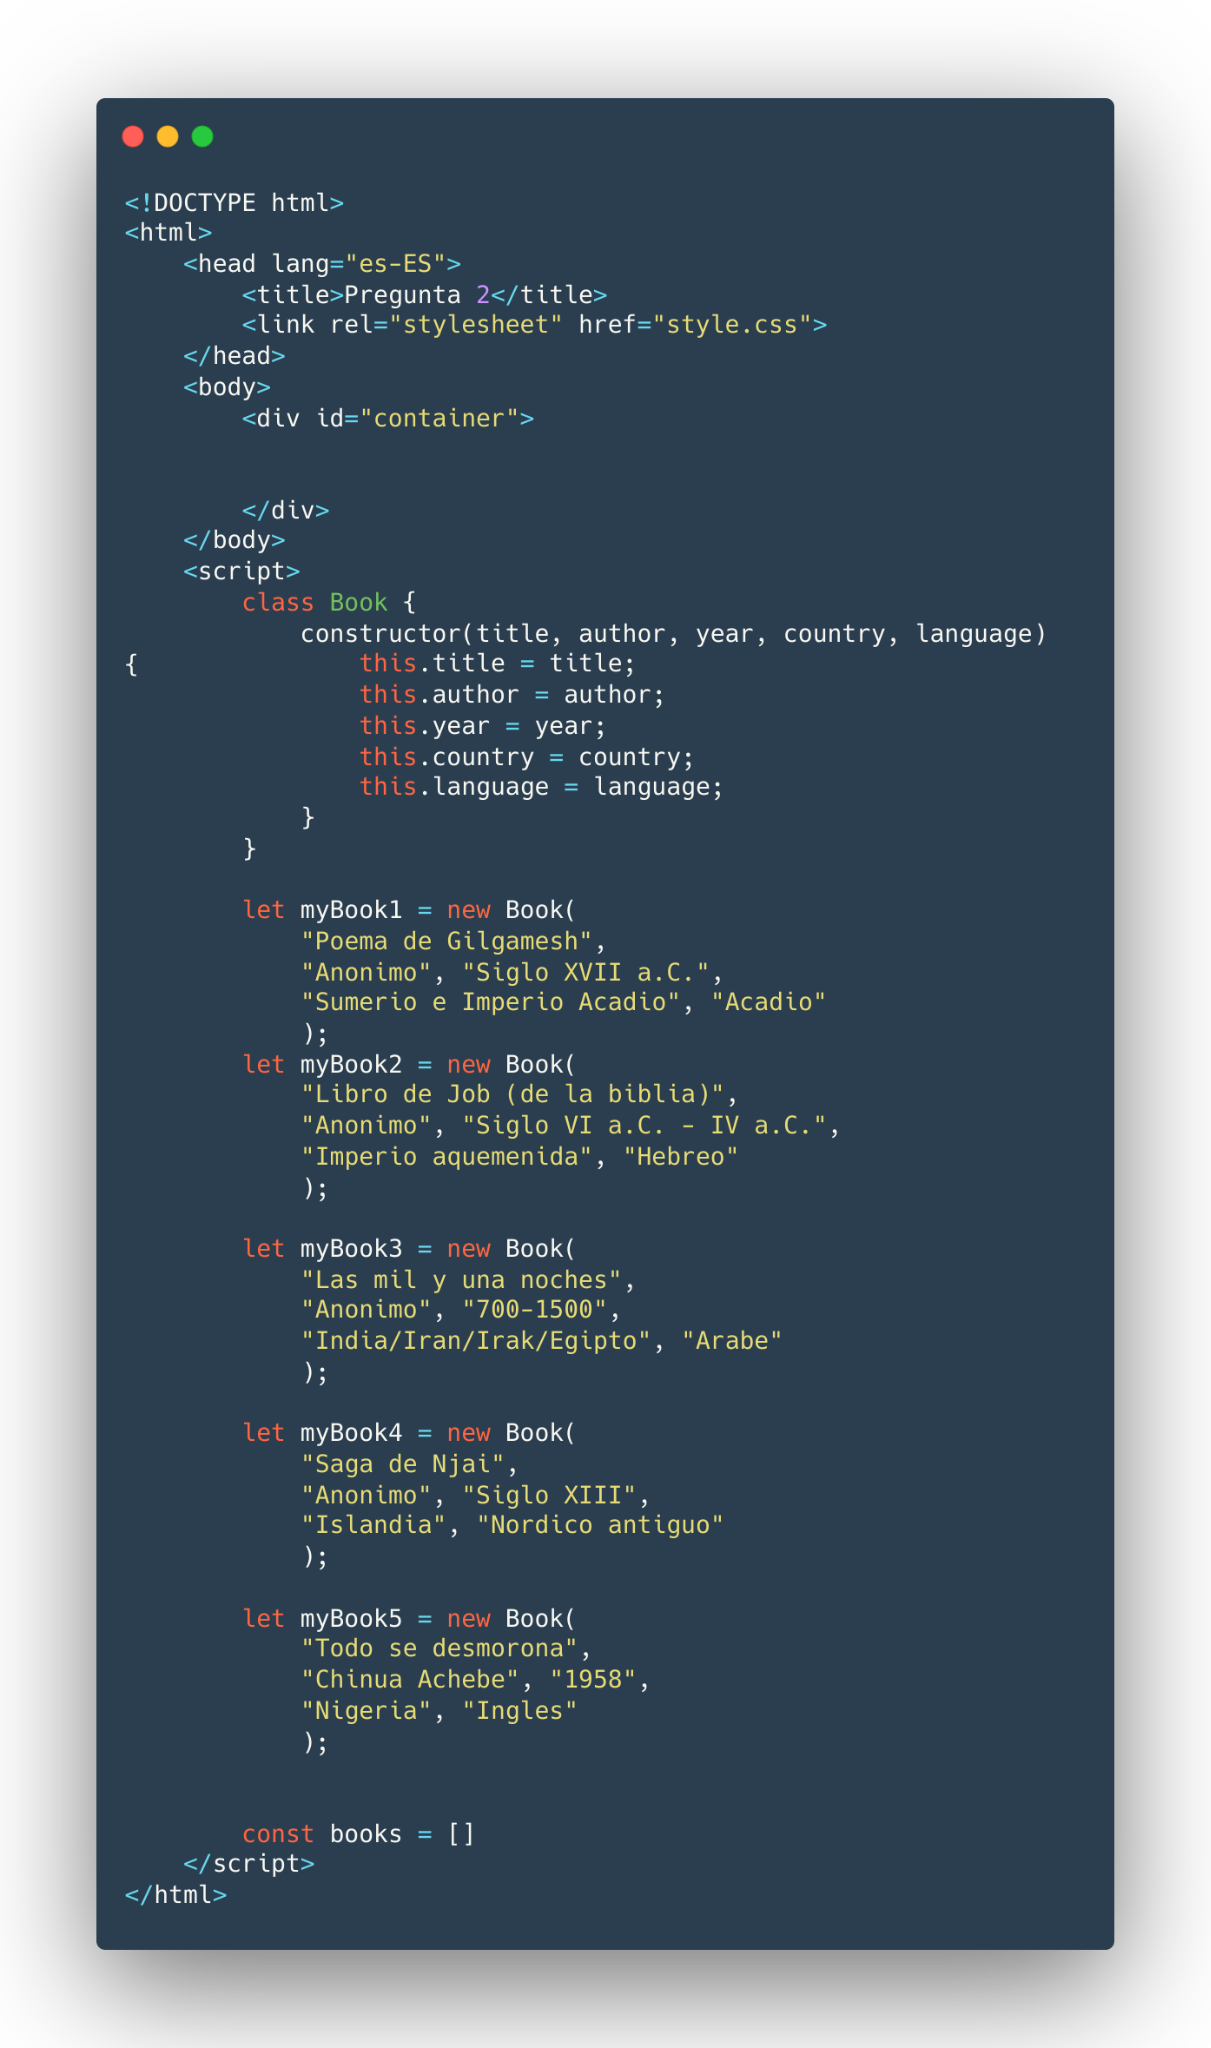 <!DOCTYPE html>
<html>
    <head lang="es-ES">
        <title>Pregunta 2</title>
        <link rel="stylesheet" href="style.css">
    </head>
    <body>
        <div id="container">


        </div>
    </body>
    <script>
        class Book {
            constructor(title, author, year, country, language)
{               this.title = title;
                this.author = author;
                this.year = year;
                this.country = country;
                this.language = language;
            }
        }

        let myBook1 = new Book(
            "Poema de Gilgamesh",
            "Anonimo", "Siglo XVII a.C.",
            "Sumerio e Imperio Acadio", "Acadio"
            );
        let myBook2 = new Book(
            "Libro de Job (de la biblia)",
            "Anonimo", "Siglo VI a.C. - IV a.C.",
            "Imperio aquemenida", "Hebreo"
            );

        let myBook3 = new Book(
            "Las mil y una noches",
            "Anonimo", "700-1500",
            "India/Iran/Irak/Egipto", "Arabe"
            );

        let myBook4 = new Book(
            "Saga de Njai",
            "Anonimo", "Siglo XIII",
            "Islandia", "Nordico antiguo"
            );

        let myBook5 = new Book(
            "Todo se desmorona",
            "Chinua Achebe", "1958",
            "Nigeria", "Ingles"
            );


        const books = []
    </script>
</html>